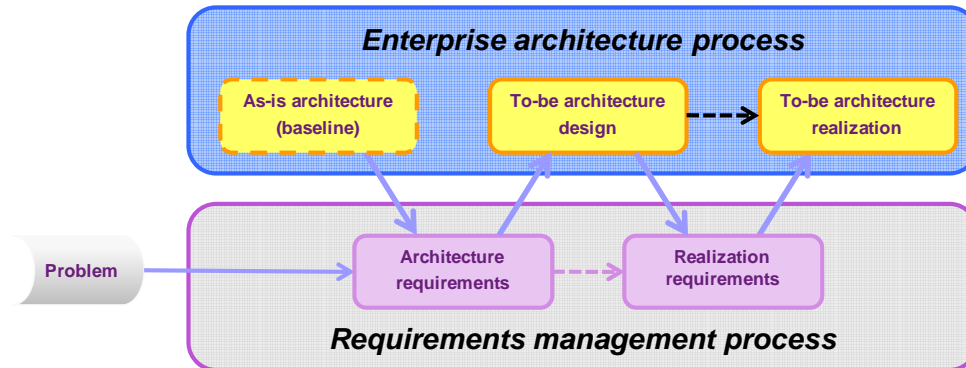 Enterprise architecture process
As-is architecture
(baseline)
To-be architecture
design
To-be architecture
realization
Problem
Architecture
requirements
Realization
requirements
Requirements management process